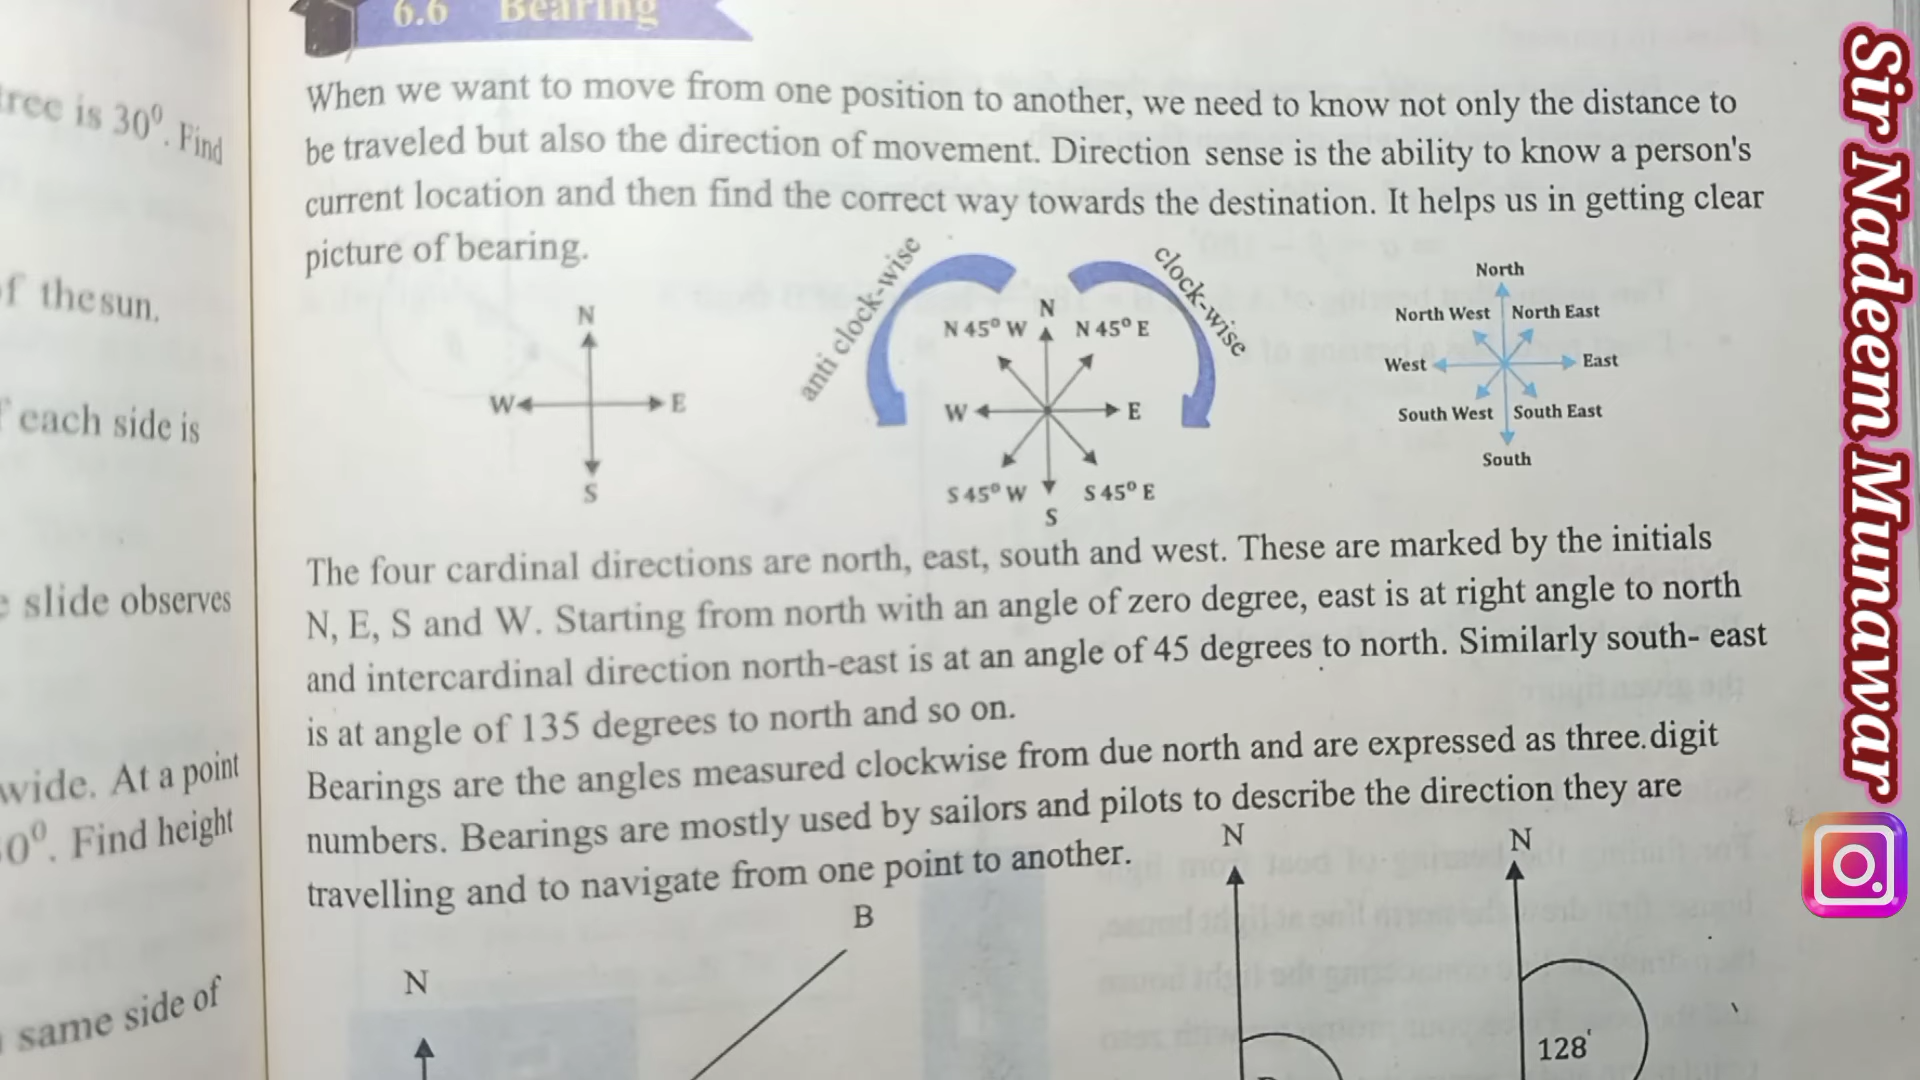 ree is 30⁰. Find
f the sun.
each side is
slide observes
wide. At a point
0⁰. Find height
same side of
6.6 Bearing
When we want to move from one position to another, we need to know not only the distance to
be traveled but also the direction of movement. Direction sense is the ability to know a person's
current location and then find the correct way towards the destination. It helps us in getting clear
picture of bearing.
N
W E
S
anti clock-wise
clock-wise
N
N 45⁰ W N 45⁰ E
W E
S 45⁰ W S 45⁰ E
S
North
North West North East
West East
South West South East
South
The four cardinal directions are north, east, south and west. These are marked by the initials
N, E, S and W. Starting from north with an angle of zero degree, east is at right angle to north
and intercardinal direction north-east is at an angle of 45 degrees to north. Similarly south- east
is at angle of 135 degrees to north and so on.
Bearings are the angles measured clockwise from due north and are expressed as three.digit
numbers. Bearings are mostly used by sailors and pilots to describe the direction they are
travelling and to navigate from one point to another.
N
B
N
N
128
Sir Nadeem Munawar